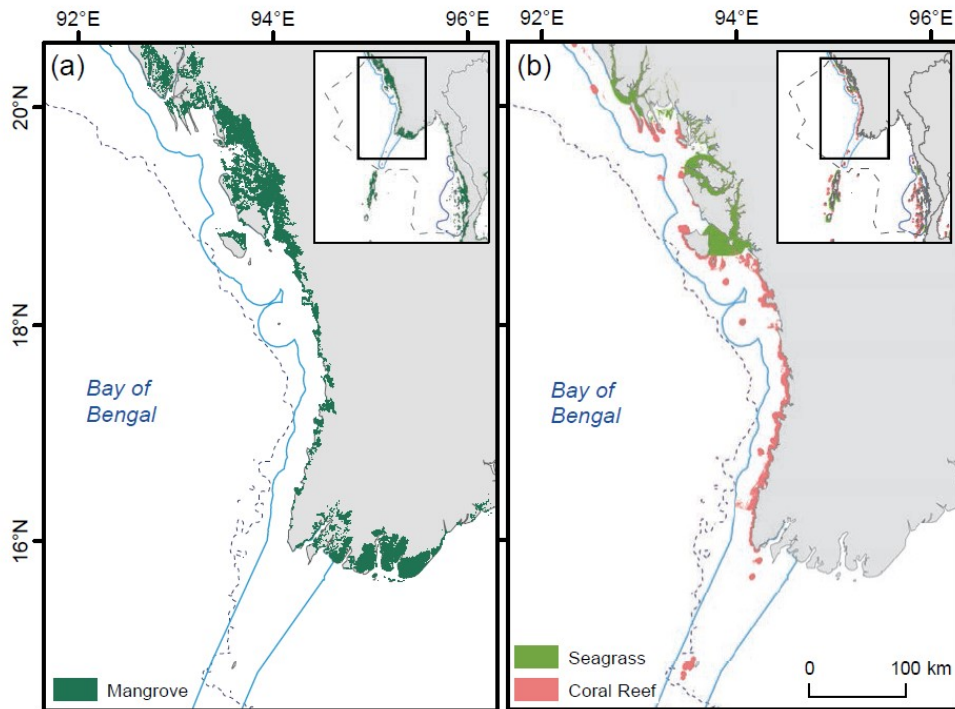 92°E 94°E 96°E 92°E 94°E 96°E
(a)
(b)
20°N
18°N
16°N
Bay of
Bengal
Bay of
Bengal
Mangrove
Seagrass
Coral Reef
0 100 km